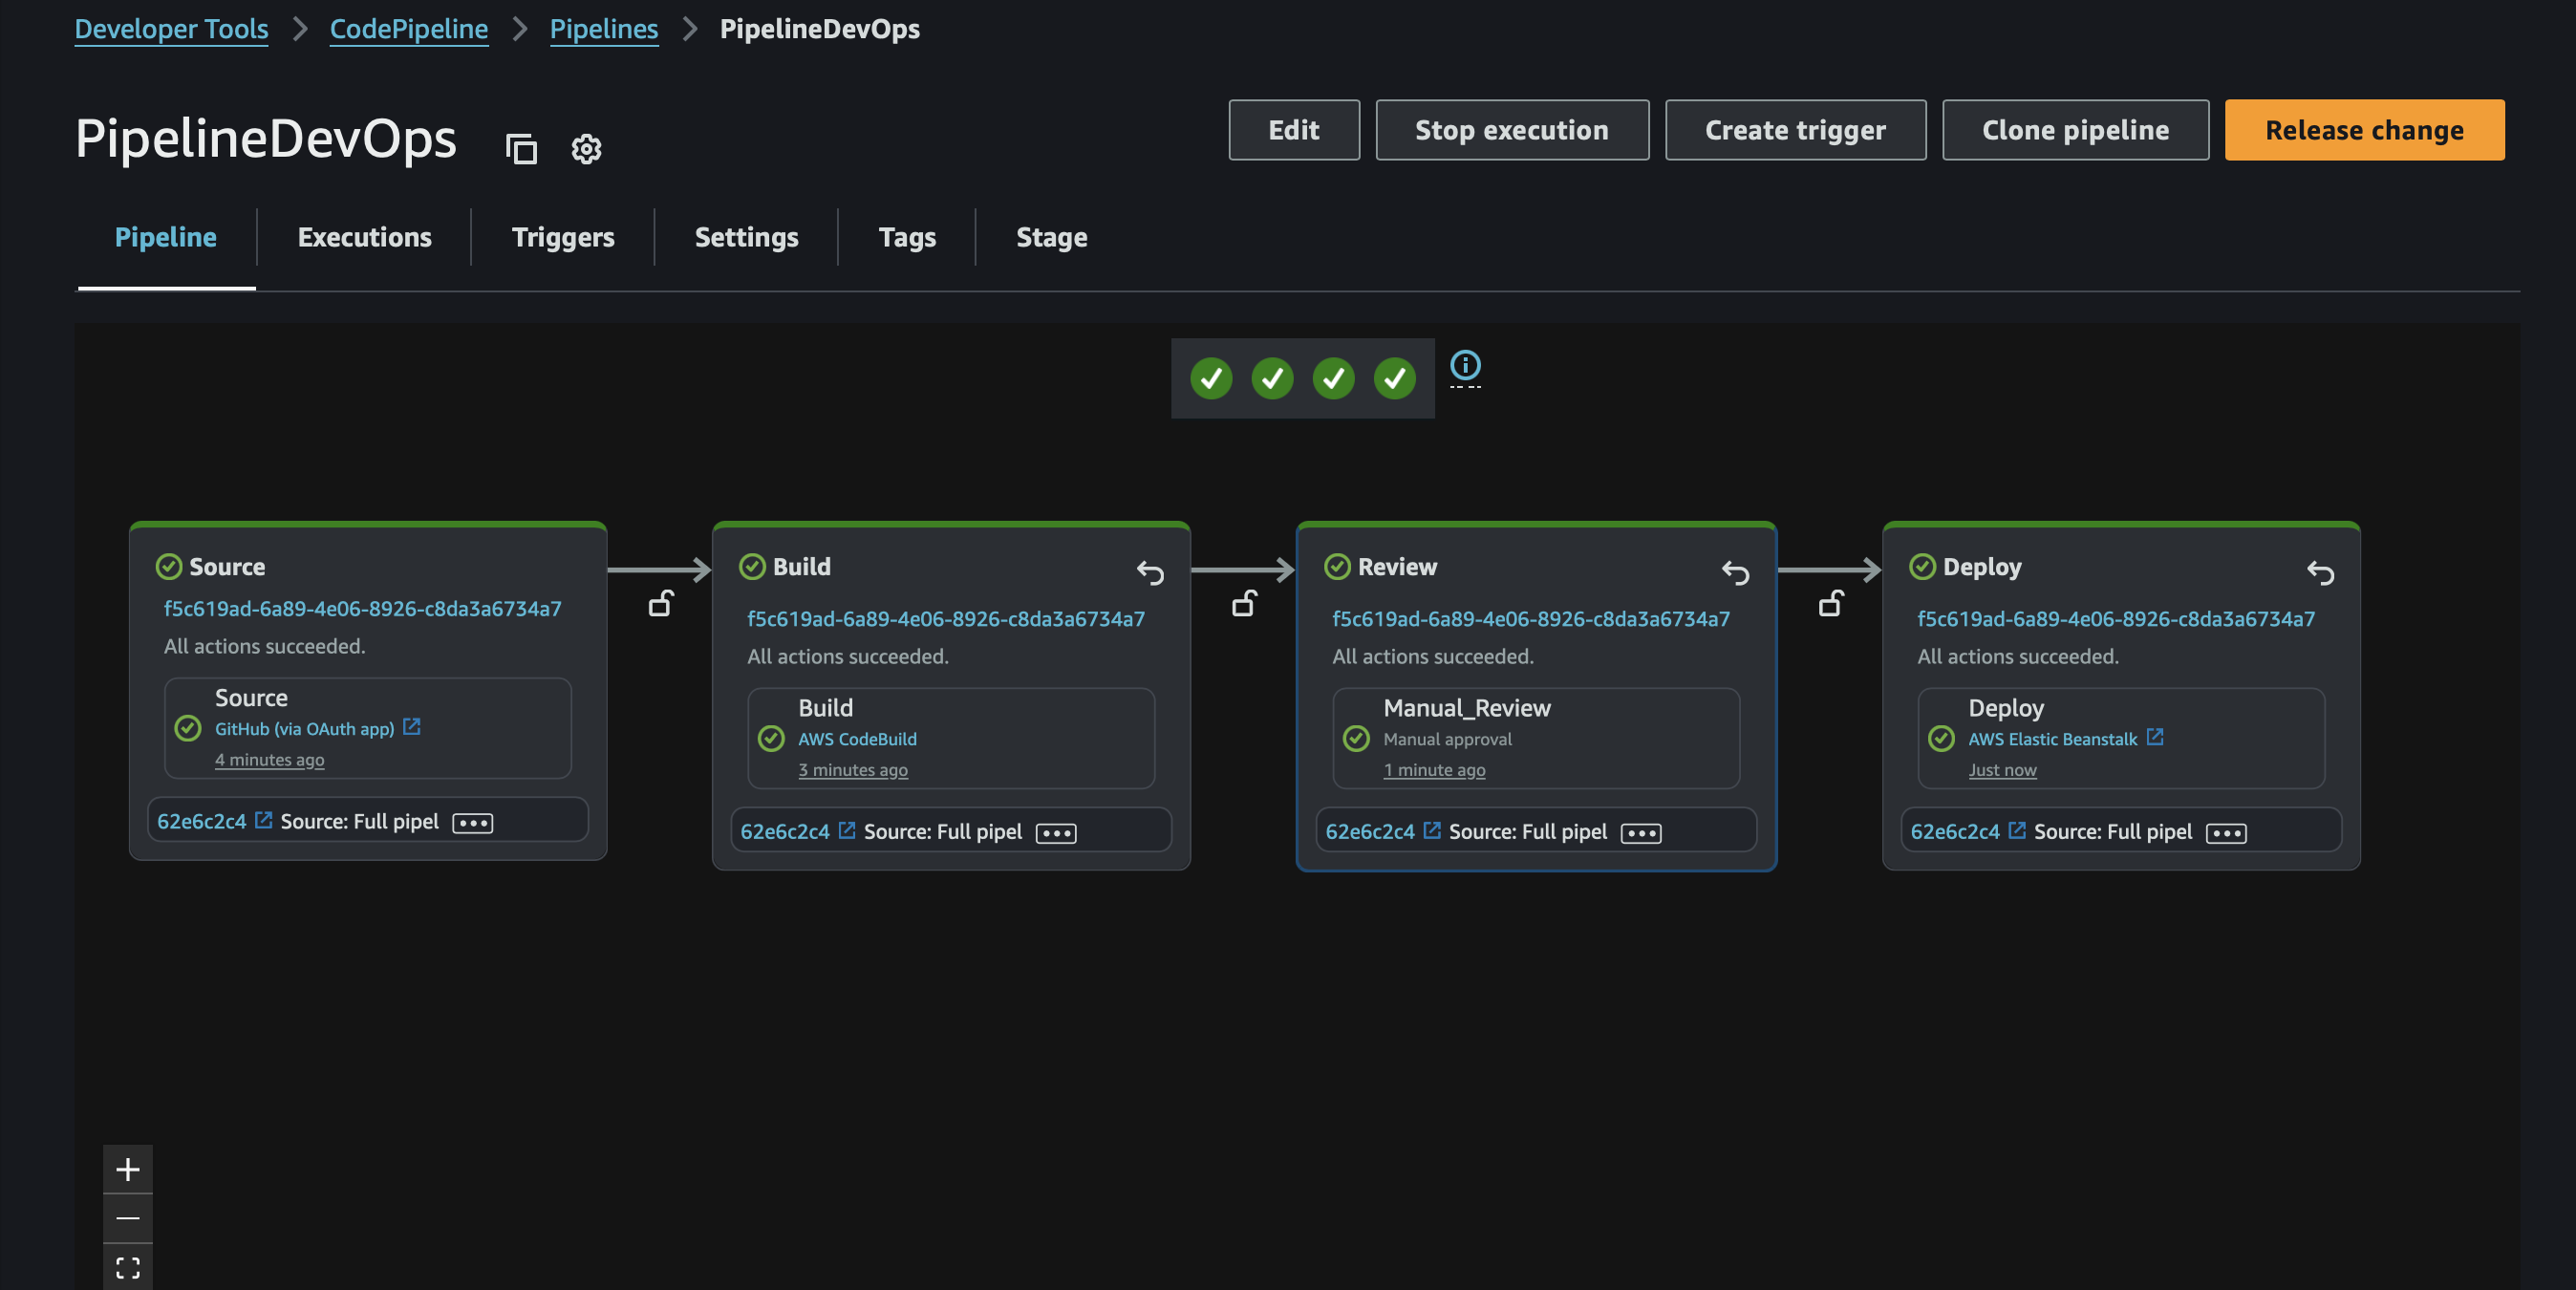 Developer Tools > CodePipeline > Pipelines > PipelineDevOps
PipelineDevOps
Edit
Stop execution
Create trigger
Clone pipeline
Release change
Pipeline
Executions
Triggers
Settings
Tags
Stage
Source
f5c619ad-6a89-4e06-8926-c8da3a6734a7
All actions succeeded.
Source
GitHub (via OAuth app)
4 minutes ago
62e6c2c4 Source: Full pipel
Build
f5c619ad-6a89-4e06-8926-c8da3a6734a7
All actions succeeded.
Build
AWS CodeBuild
3 minutes ago
62e6c2c4 Source: Full pipel
Review
f5c619ad-6a89-4e06-8926-c8da3a6734a7
All actions succeeded.
Manual_Review
Manual approval
1 minute ago
62e6c2c4 Source: Full pipel
Deploy
f5c619ad-6a89-4e06-8926-c8da3a6734a7
All actions succeeded.
Deploy
AWS Elastic Beanstalk
Just now
62e6c2c4 Source: Full pipel